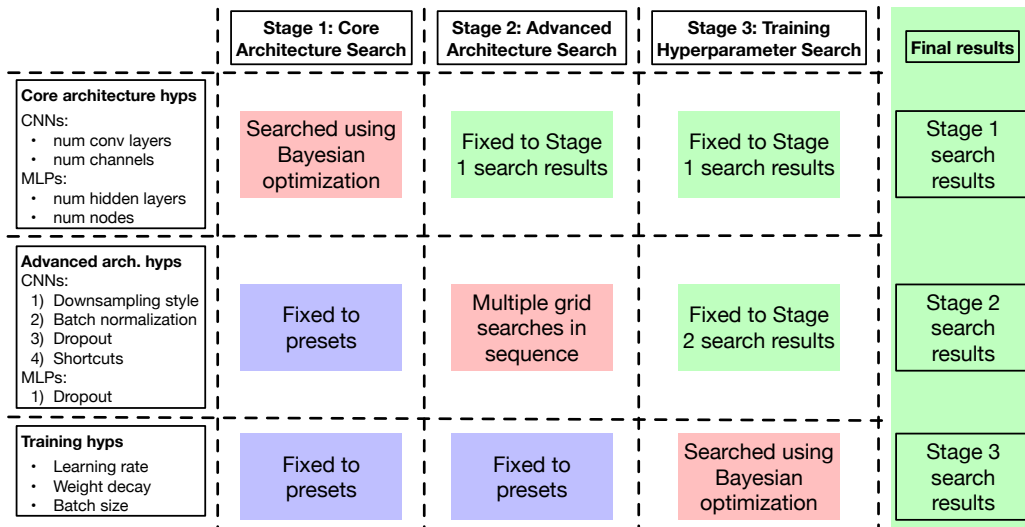 Stage 1: Core
Architecture Search
Stage 2: Advanced
Architecture Search
Stage 3: Training
Hyperparameter Search
Final results
Core architecture hyps
CNNs:
• num conv layers
• num channels
MLPs:
• num hidden layers
• num nodes
Searched using
Bayesian
optimization
Fixed to Stage
1 search results
Fixed to Stage
1 search results
Stage 1
search
results
Advanced arch. hyps
CNNs:
1) Downsampling style
2) Batch normalization
3) Dropout
4) Shortcuts
MLPs:
1) Dropout
Fixed to
presets
Multiple grid
searches in
sequence
Fixed to Stage
2 search results
Stage 2
search
results
Training hyps
• Learning rate
• Weight decay
• Batch size
Fixed to
presets
Fixed to
presets
Searched using
Bayesian
optimization
Stage 3
search
results